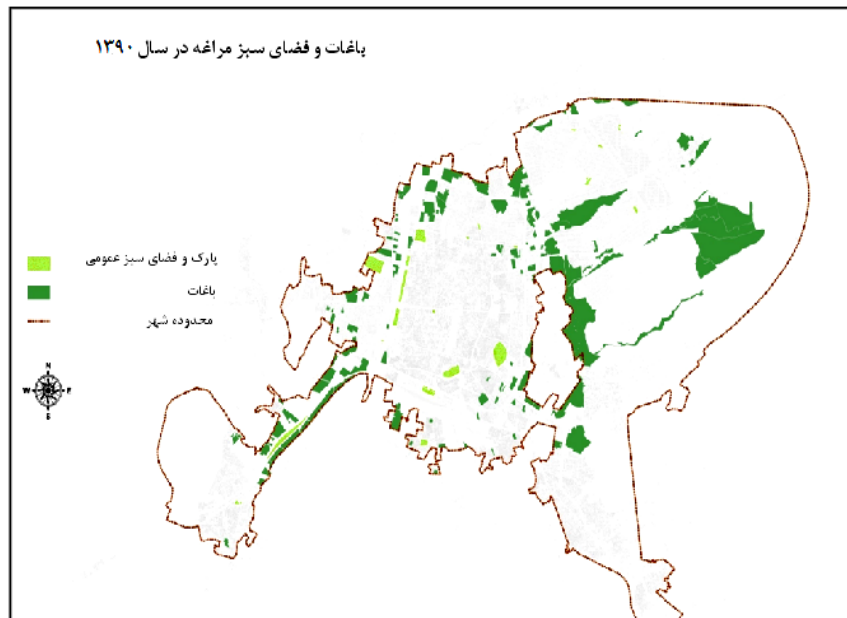 باغات و فضای سبز مراغه در سال ۱۳۹۰
پارک و فضای سبز عمومی
باغات
محدوده شهر
N
W
E
S